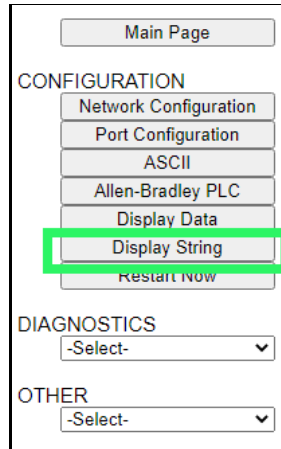 Main Page
CONFIGURATION
Network Configuration
Port Configuration
ASCII
Allen-Bradley PLC
Display Data
Display String
Restart Now
DIAGNOSTICS
-Select-
OTHER
-Select-